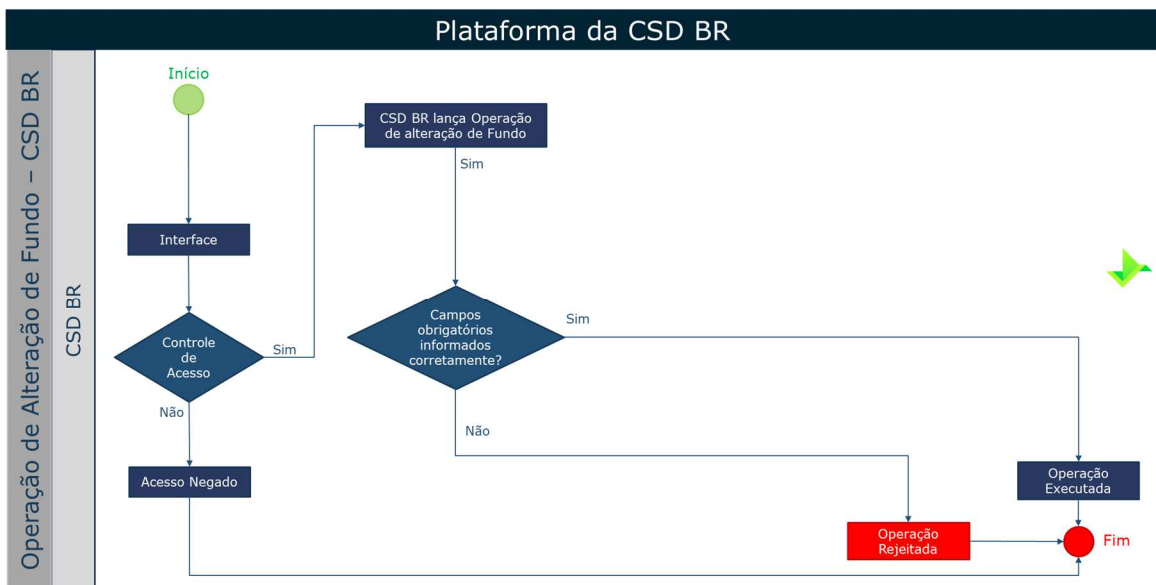 Plataforma da CSD BR
Operação de Alteração de Fundo – CSD BR
CSD BR
Início
Interface
Controle
de
Acesso
Sim
Não
Acesso Negado
CSD BR lança Operação
de alteração de Fundo
Sim
Campos
obrigatórios
informados
corretamente?
Sim
Não
Operação
Executada
Operação
Rejeitada
Fim